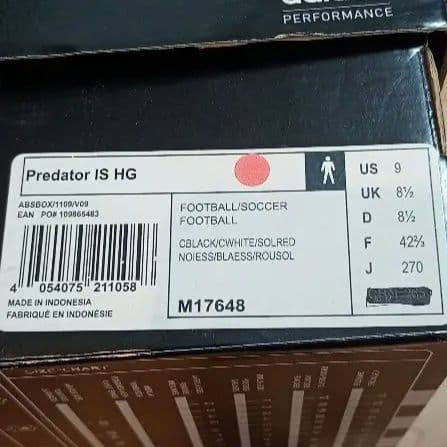 PERFORMANCE
Predator IS HG
ABSBOX/1109/V09
EAN PO# 109865483
4 054075 211058
MADE IN INDONESIA
FABRIQUÉ EN INDONÉSIE
FOOTBALL/SOCCER
FOOTBALL
CBLACK/CWHITE/SOLRED
NOIESS/BLAESS/ROUSOL
M17648
US 9
UK 8½
D 8½
F 42⅔
J 270